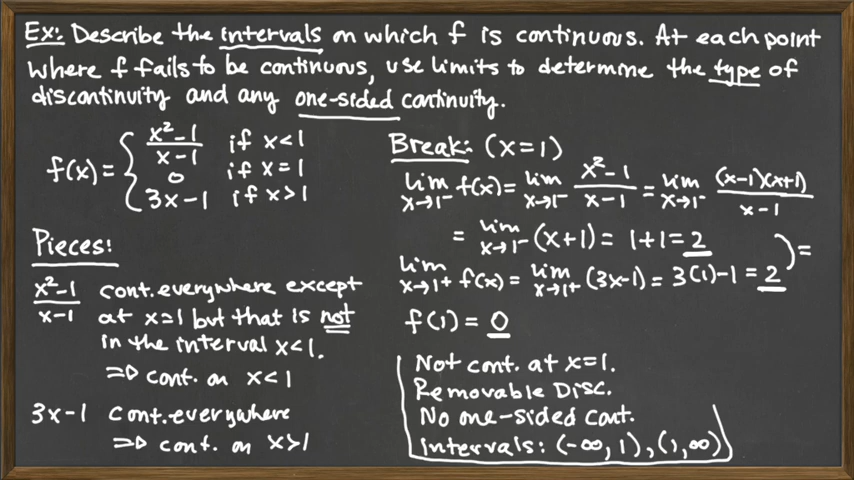 Ex: Describe the intervals on which f is continuous. At each point
where f fails to be continuous, use limits to determine the type of
discontinuity and any one-sided continuity.
f(x) = { (x²-1)/(x-1) if x<1
0 if x=1
3x-1 if x>1
Pieces:
(x²-1)/(x-1) cont. everywhere except
at x=1 but that is not
in the interval x<1.
⇒ cont. on x<1
3x-1 cont. everywhere
⇒ cont. on x>1
Break: (x=1)
lim x→1⁻ f(x) = lim x→1⁻ (x²-1)/(x-1) = lim x→1⁻ (x-1)(x+1)/(x-1)
= lim x→1⁻ (x+1) = 1+1 = 2
lim x→1⁺ f(x) = lim x→1⁺ (3x-1) = 3(1)-1 = 2 ) =
f(1) = 0
Not cont. at x=1.
Removable Disc.
No one-sided cont.
Intervals: (-∞, 1), (1, ∞)